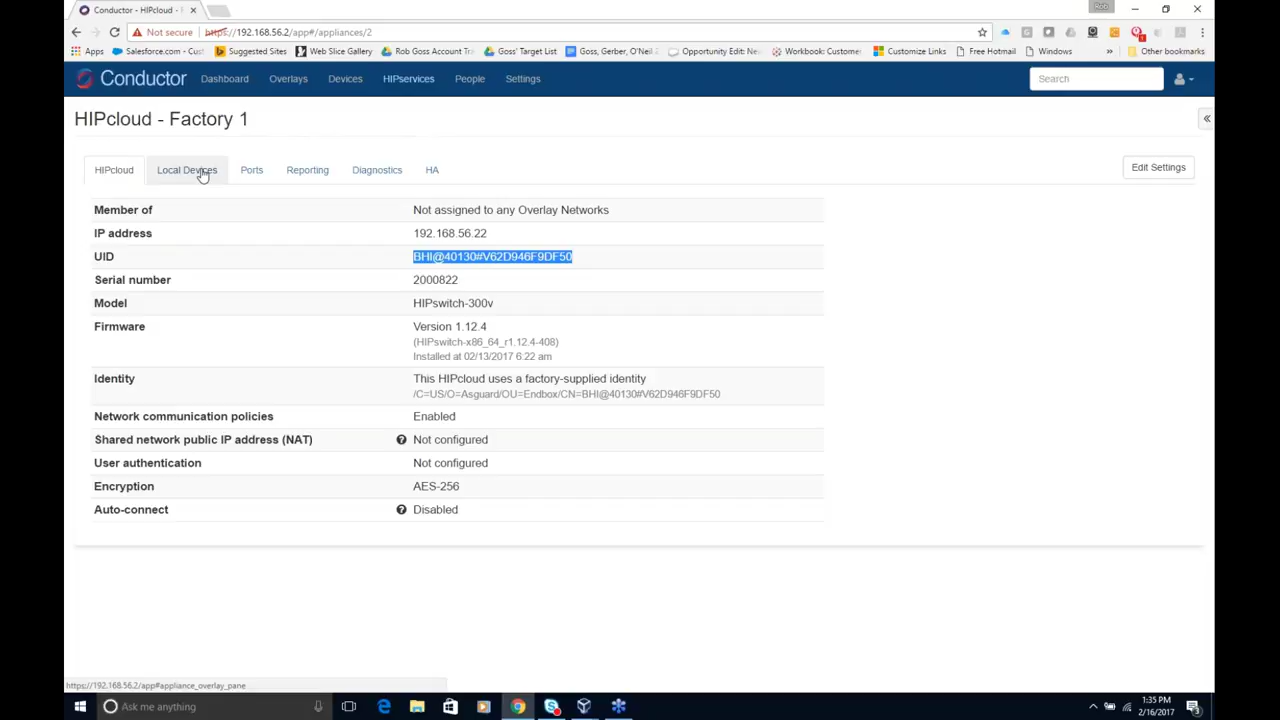 Conductor - HIPcloud - F
Rob
Not secure
https://192.168.56.2/app#/appliances/2
Apps
Salesforce.com - Cust
Suggested Sites
Web Slice Gallery
Rob Goss Account Tra
Goss' Target List
Goss, Gerber, O'Neil &
Opportunity Edit: New
Workbook: Custome
Customize Links
Free Hotmail
Windows
»
Other bookmarks
Conductor
Dashboard
Overlays
Devices
HIPservices
People
Settings
Search
HIPcloud - Factory 1
HIPcloud
Local Devices
Ports
Reporting
Diagnostics
HA
Edit Settings
Member of
Not assigned to any Overlay Networks
IP address
192.168.56.22
UID
BHI@40130#V62D946F9DF50
Serial number
2000822
Model
HIPswitch-300v
Firmware
Version 1.12.4
(HIPswitch-x86_64_r1.12.4-408)
Installed at 02/13/2017 6:22 am
Identity
This HIPcloud uses a factory-supplied identity
/C=US/O=Asguard/OU=Endbox/CN=BHI@40130#V62D946F9DF50
Network communication policies
Enabled
Shared network public IP address (NAT)
Not configured
User authentication
Not configured
Encryption
AES-256
Auto-connect
Disabled
https://192.168.56.2/app#appliance_overlay_pane
Ask me anything
1:35 PM
2/16/2017